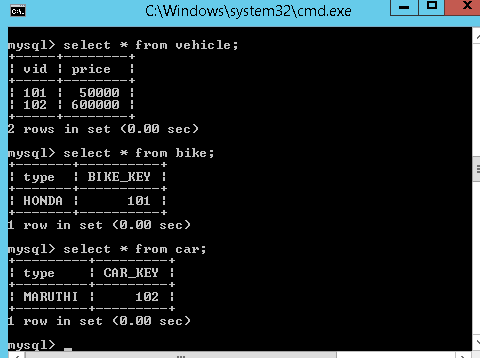 C:\Windows\system32\cmd.exe
mysql> select * from vehicle;
+-----+--------+
| vid | price  |
+-----+--------+
| 101 |  50000 |
| 102 | 600000 |
+-----+--------+
2 rows in set (0.00 sec)
mysql> select * from bike;
+-------+----------+
| type  | BIKE_KEY |
+-------+----------+
| HONDA |      101 |
+-------+----------+
1 row in set (0.00 sec)
mysql> select * from car;
+---------+---------+
| type    | CAR_KEY |
+---------+---------+
| MARUTHI |     102 |
+---------+---------+
1 row in set (0.00 sec)
mysql> _